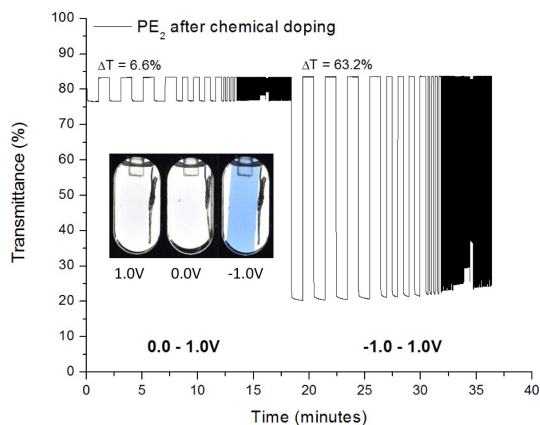 PE2 after chemical doping
ΔT = 6.6%
ΔT = 63.2%
100
90
80
70
60
50
40
30
20
10
0
Transmittance (%)
1.0V 0.0V -1.0V
0.0 - 1.0V
-1.0 - 1.0V
0 5 10 15 20 25 30 35 40
Time (minutes)